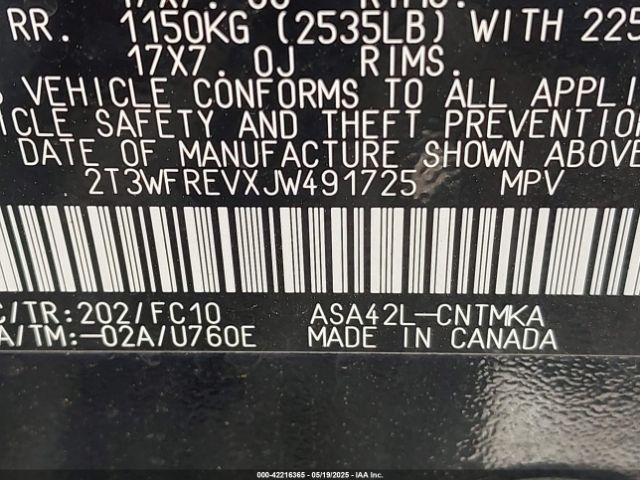 RR. 1150KG (2535LB) WITH 225
17X7.0J RIMS.
VEHICLE CONFORMS TO ALL APPLI
ICLE SAFETY AND THEFT PREVENTION
DATE OF MANUFACTURE SHOWN ABOVE
2T3WFREVXJW491725 MPV
C/TR:202/FC10 ASA42L-CNTMKA
A/TM:-02A/U760E MADE IN CANADA
000-42216365 - 05/19/2025 - IAA Inc.